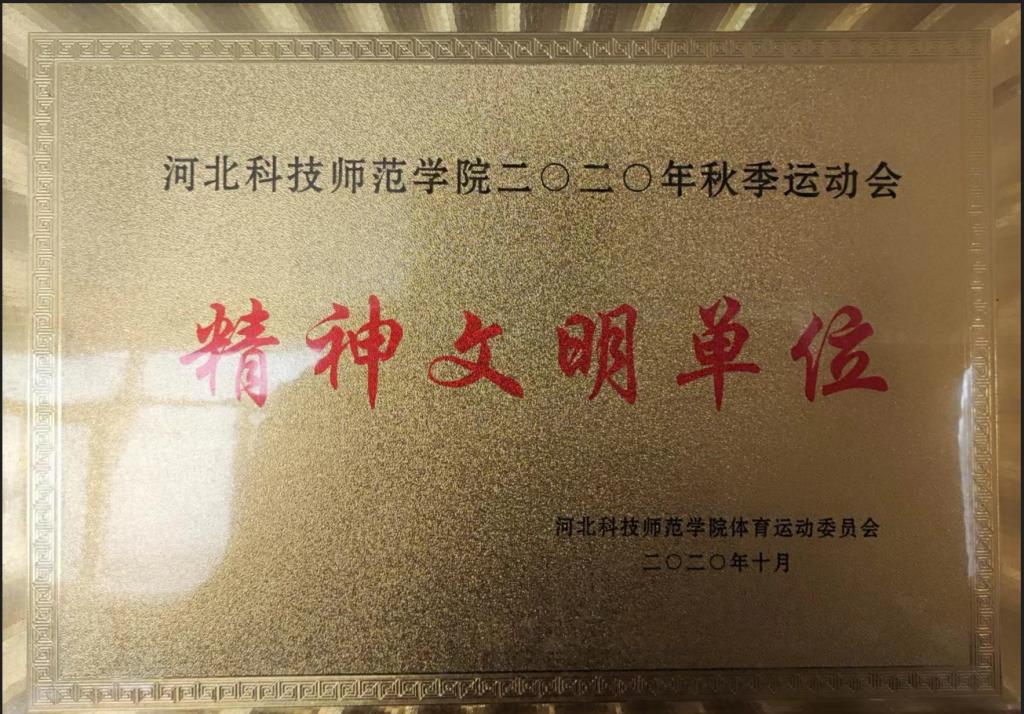 河北科技师范学院二〇二〇年秋季运动会
精神文明单位
河北科技师范学院体育运动委员会
二〇二〇年十月